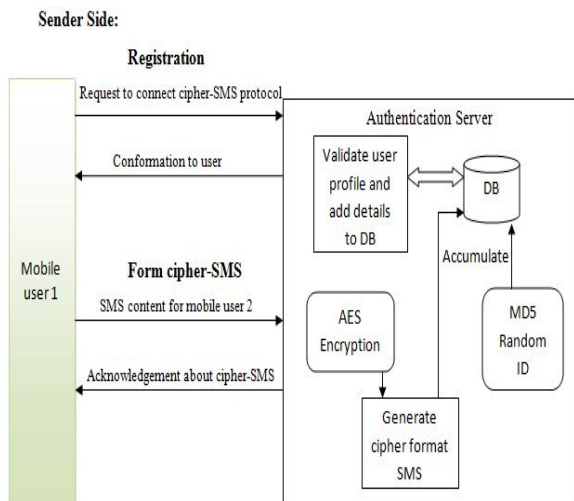 Sender Side:
Registration
Request to connect cipher-SMS protocol
Conformation to user
Mobile
user 1
Form cipher-SMS
SMS content for mobile user 2
Acknowledgement about cipher-SMS
Authentication Server
Validate user
profile and
add details
to DB
DB
Accumulate
AES
Encryption
MD5
Random
ID
Generate
cipher format
SMS